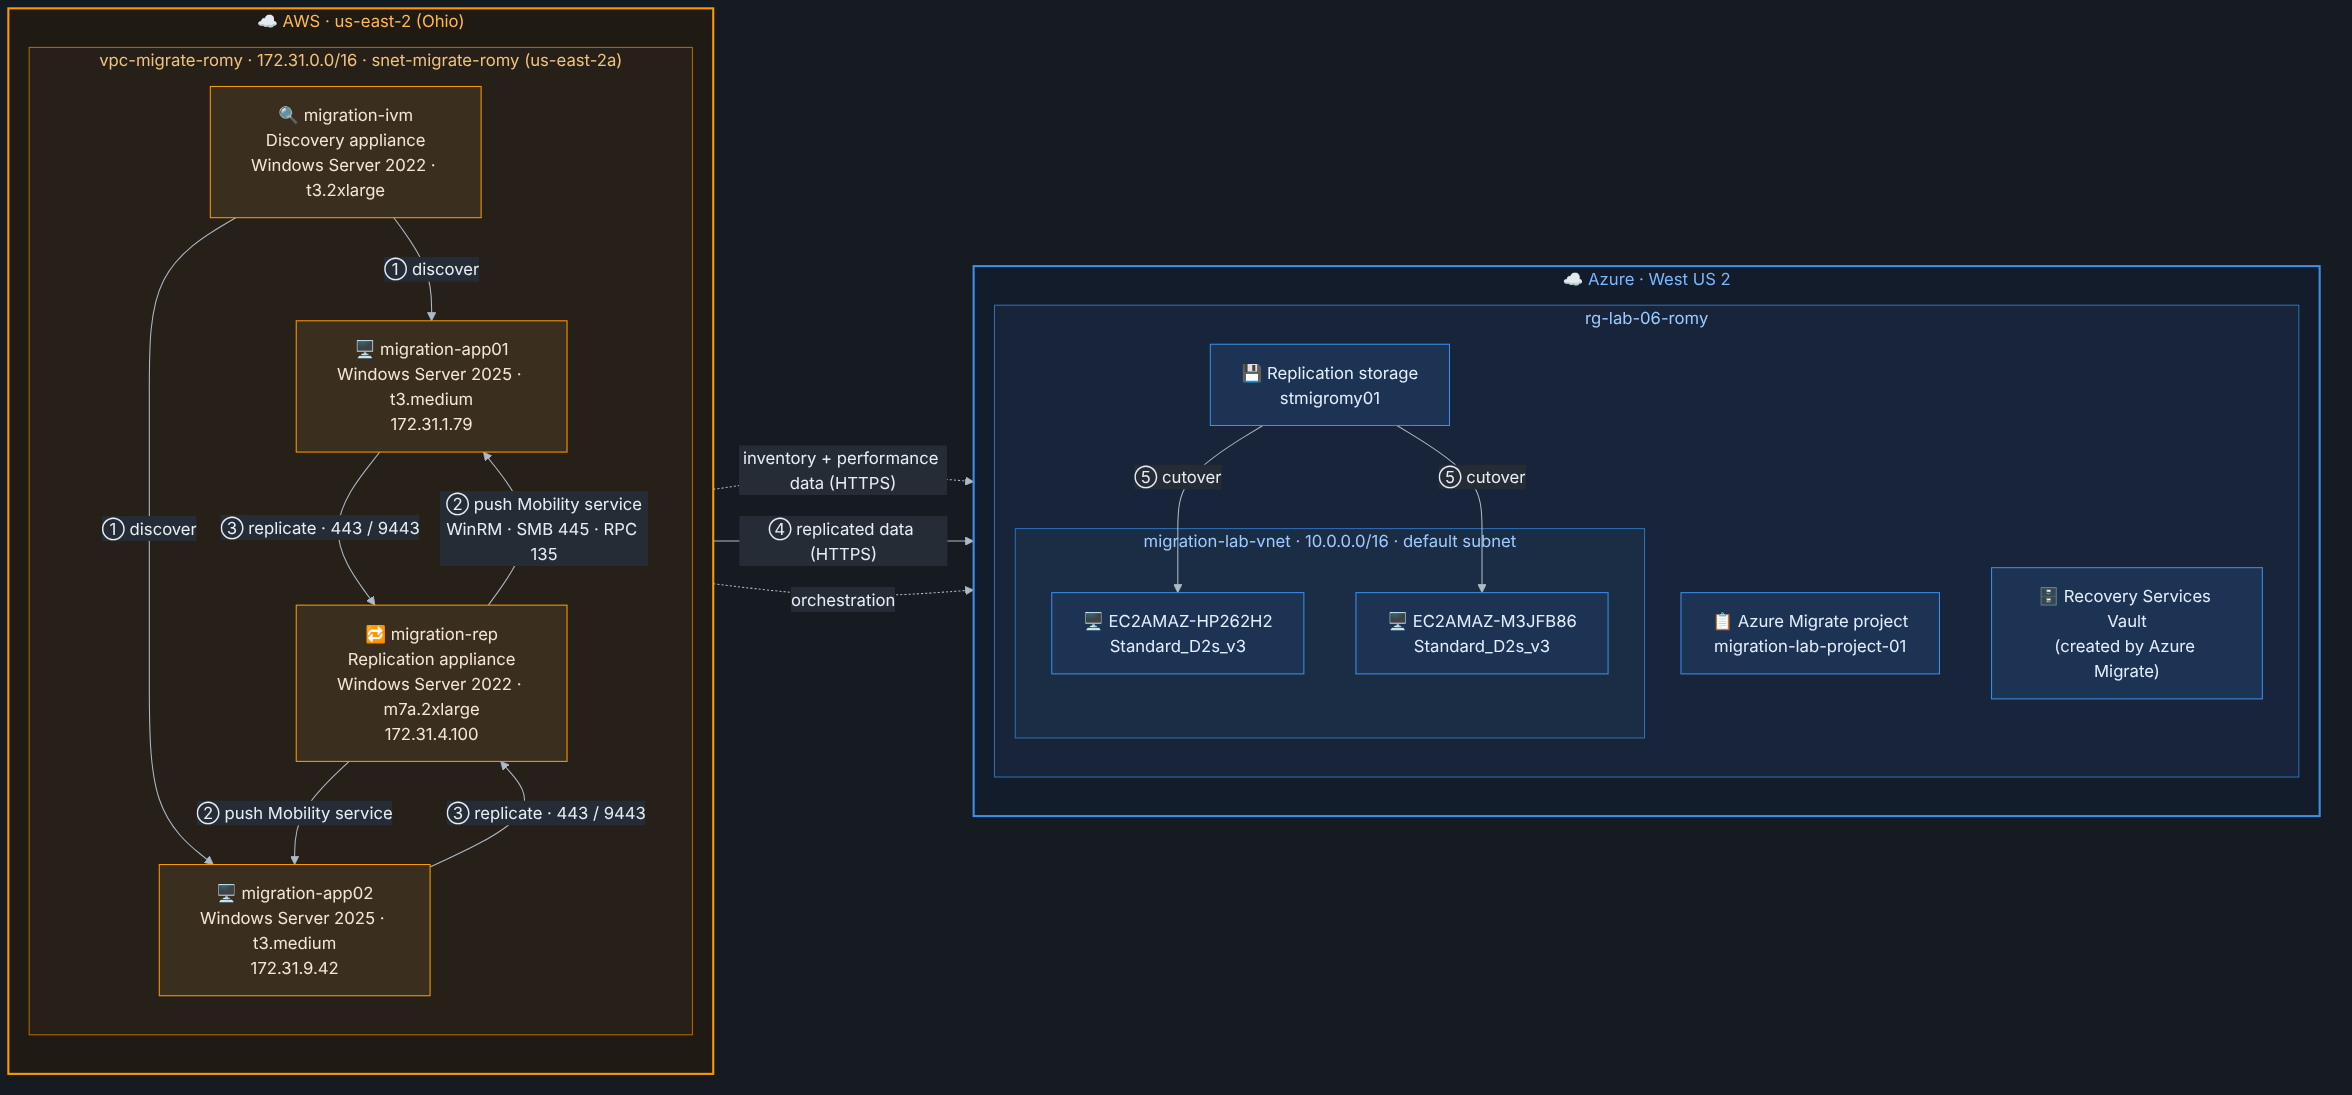 ☁️ AWS · us-east-2 (Ohio)
vpc-migrate-romy · 172.31.0.0/16 · snet-migrate-romy (us-east-2a)
🔍 migration-ivm
Discovery appliance
Windows Server 2022 ·
t3.2xlarge
① discover
🖥️ migration-app01
Windows Server 2025 ·
t3.medium
172.31.1.79
① discover
③ replicate · 443 / 9443
② push Mobility service
WinRM · SMB 445 · RPC
135
🔁 migration-rep
Replication appliance
Windows Server 2022 ·
m7a.2xlarge
172.31.4.100
② push Mobility service
③ replicate · 443 / 9443
🖥️ migration-app02
Windows Server 2025 ·
t3.medium
172.31.9.42
inventory + performance
data (HTTPS)
④ replicated data
(HTTPS)
orchestration
☁️ Azure · West US 2
rg-lab-06-romy
💾 Replication storage
stmigromy01
⑤ cutover
⑤ cutover
migration-lab-vnet · 10.0.0.0/16 · default subnet
🖥️ EC2AMAZ-HP262H2
Standard_D2s_v3
🖥️ EC2AMAZ-M3JFB86
Standard_D2s_v3
📋 Azure Migrate project
migration-lab-project-01
🗄️ Recovery Services
Vault
(created by Azure
Migrate)